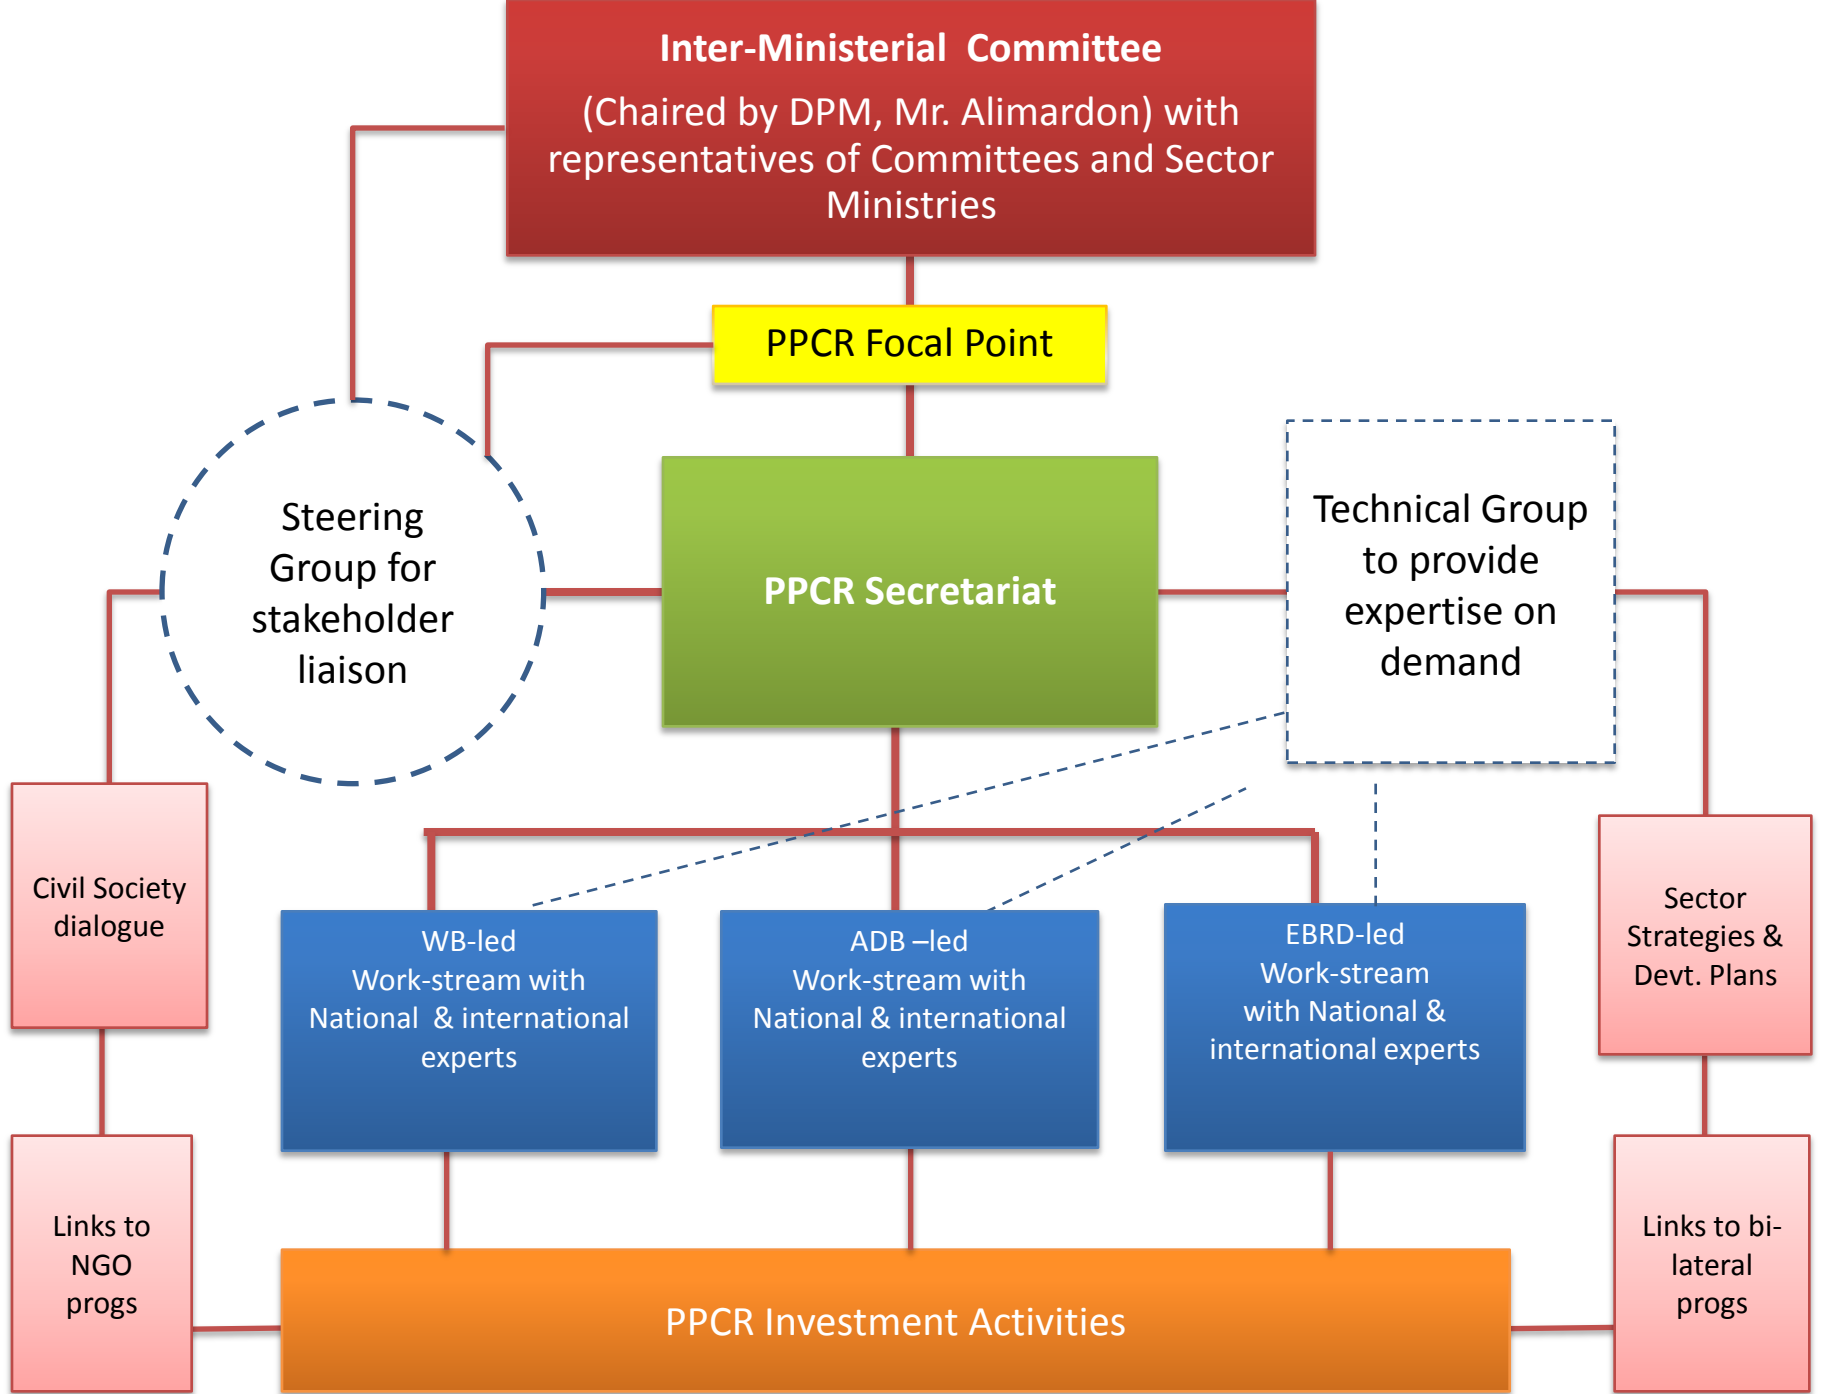 Inter-Ministerial  Committee
(Chaired by DPM, Mr. Alimardon) with
representatives of Committees and Sector
Ministries
PPCR Focal Point
Steering
Group for
stakeholder
liaison
PPCR Secretariat
Technical Group
to provide
expertise on
demand
Civil Society
dialogue
WB-led
Work-stream with
National  & international
experts
ADB –led
Work-stream with
National & international
experts
EBRD-led
Work-stream
with National &
international experts
Sector
Strategies &
Devt. Plans
Links to
NGO
progs
PPCR Investment Activities
Links to bi-
lateral
progs